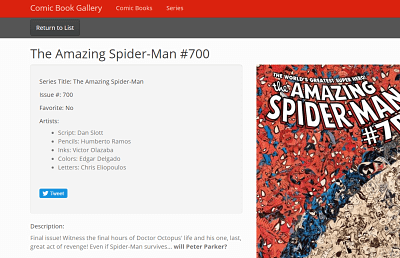 Comic Book Gallery Comic Books Series
Return to List
The Amazing Spider-Man #700
Series Title: The Amazing Spider-Man
Issue #: 700
Favorite: No
Artists:
Script: Dan Slott
Pencils: Humberto Ramos
Inks: Victor Olazaba
Colors: Edgar Delgado
Letters: Chris Eliopoulos
Tweet
Description:
Final issue! Witness the final hours of Doctor Octopus' life and his one, last,
great act of revenge! Even if Spider-Man survives... will Peter Parker?
THE WORLD'S GREATEST SUPER HERO!
the AMAZING
SPIDER-MAN